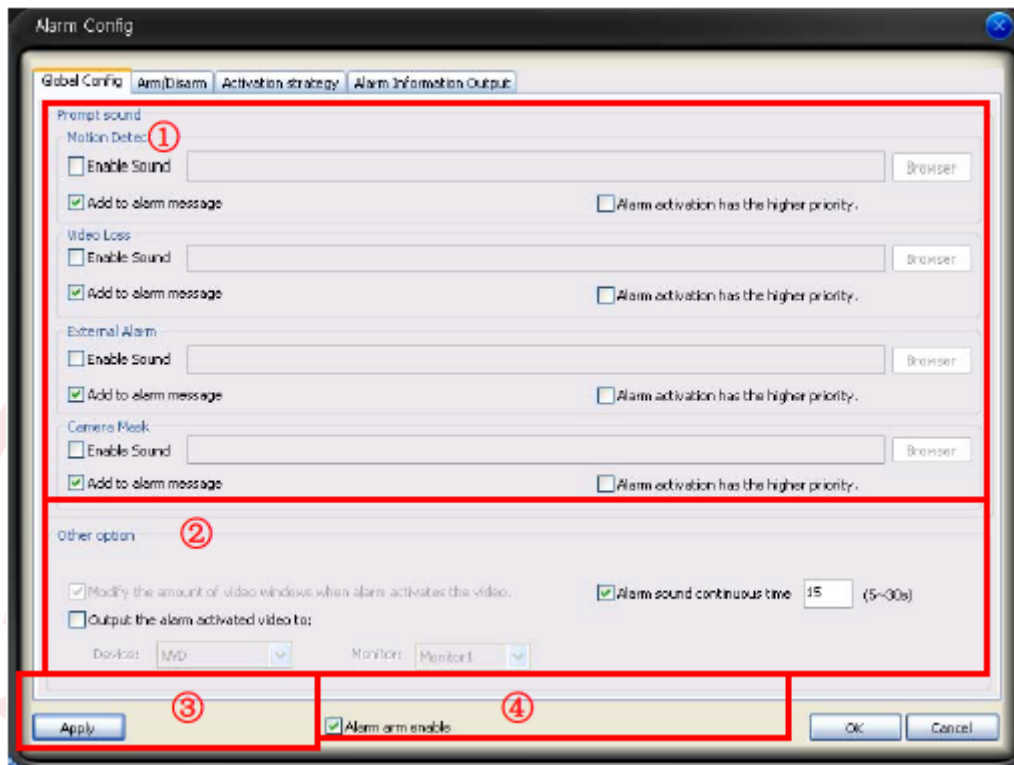 Alarm Config
Global Config Arm/Disarm Activation strategy Alarm Information Output
Prompt sound
Motion Detec ①
Enable Sound Browser
Add to alarm message Alarm activation has the higher priority.
Video Loss
Enable Sound Browser
Add to alarm message Alarm activation has the higher priority.
External Alarm
Enable Sound Browser
Add to alarm message Alarm activation has the higher priority.
Camera Mask
Enable Sound Browser
Add to alarm message Alarm activation has the higher priority.
②
Other option
Modify the amount of video windows when alarm activates the video. Alarm sound continuous time 15 (5~30s)
Output the alarm activated video to:
Device: NVD Monitor: Monitor1
③ ④
Apply Alarm arm enable OK Cancel